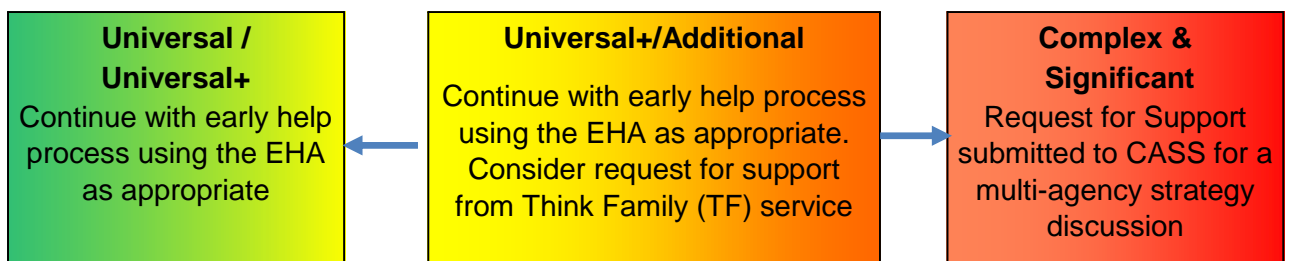 Universal /
Universal+
Continue with early help
process using the EHA
as appropriate
Universal+/Additional
Continue with early help process
using the EHA as appropriate.
Consider request for support
from Think Family (TF) service
Complex &
Significant
Request for Support
submitted to CASS for a
multi-agency strategy
discussion